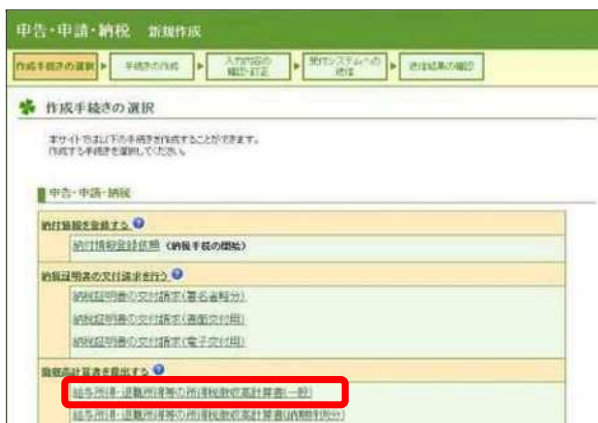 申告・申請・納税 新規作成
作成手続きの選択 手続きの作成 入力内容の確認・訂正 受付システムへの送信 送信結果の確認
作成手続きの選択
本サイトでは以下の手続きを作成することができます。
作成する手続きを選択してください。
申告・申請・納税
納付情報を登録する
納付情報登録依頼 (納税手続の開始)
納税証明書の交付請求を行う
納税証明書の交付請求(署名省略分)
納税証明書の交付請求(書面交付用)
納税証明書の交付請求(電子交付用)
徴収高計算書を提出する
給与所得・退職所得等の所得税徴収高計算書(一般)
給与所得・退職所得等の所得税徴収高計算書(納期特例分)